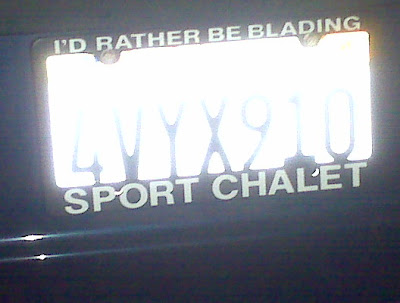 I'D RATHER BE BLADING
4VYX910
SPORT CHALET